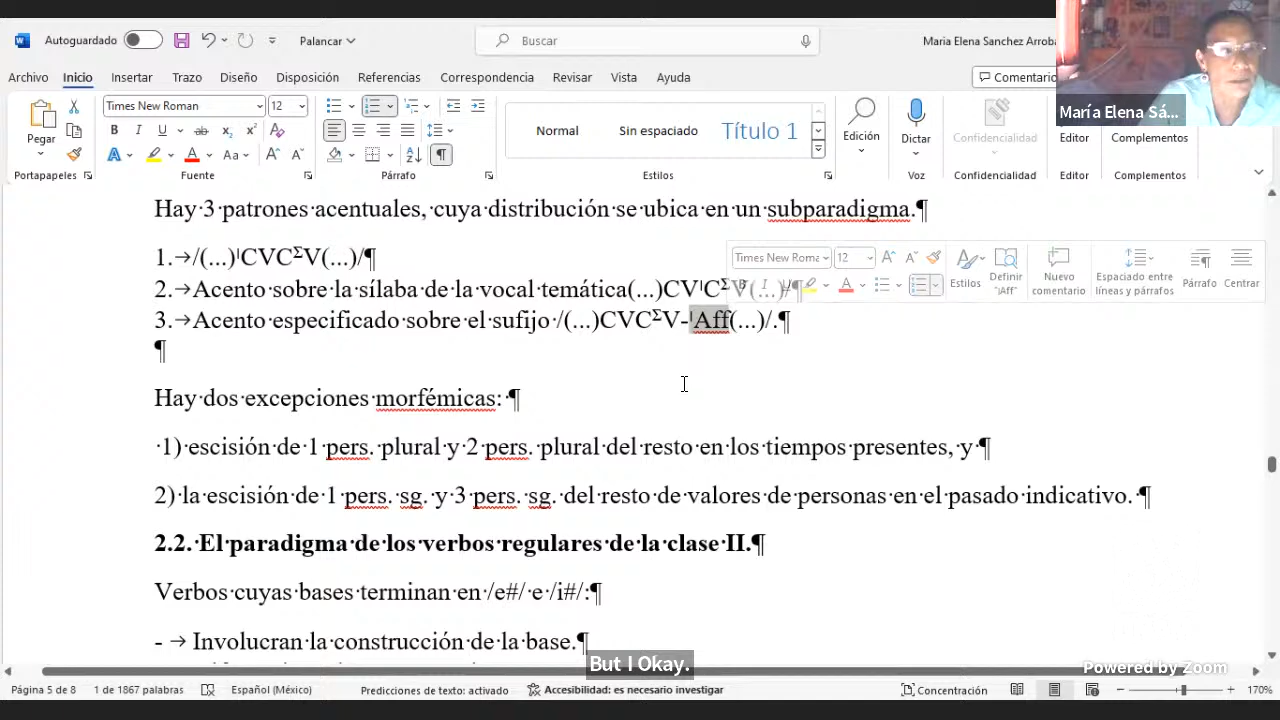 Autoguardado
Palancar
Buscar
Maria Elena Sanchez Arroba
Archivo Inicio Insertar Trazo Diseño Disposición Referencias Correspondencia Revisar Vista Ayuda
Comentario
María Elena Sá...
Pegar
Times New Roman 12
Normal
Sin espaciado
Título 1
Edición
Dictar
Confidencialidad
Editor
Complementos
Portapapeles Fuente Párrafo Estilos Voz Confidencialidad Editor Complementos
Hay·3·patrones·acentuales,·cuya·distribución·se·ubica·en·un·subparadigma.¶
1.→/(...)ˈCVCΣV(...)/¶
2.→Acento·sobre·la·sílaba·de·la·vocal·temática(...)CVˈCΣV(...)/¶
3.→Acento·especificado·sobre·el·sufijo·/(...)CVCΣV-ˈAff(...)/.¶
¶
Times New Roma 12
Estilos
Definir "ˈAff"
Nuevo comentario
Espaciado entre líneas y párrafos
Párrafo
Centrar
Hay·dos·excepciones·morfémicas:·¶
·1)·escisión·de·1·pers.·plural·y·2·pers.·plural·del·resto·en·los·tiempos·presentes,·y·¶
2)·la·escisión·de·1·pers.·sg.·y·3·pers.·sg.·del·resto·de·valores·de·personas·en·el·pasado·indicativo.·¶
2.2.·El·paradigma·de·los·verbos·regulares·de·la·clase·II.¶
Verbos·cuyas·bases·terminan·en·/e#/·e·/i#/:¶
-→Involucran·la·construcción·de·la·base.¶
But I Okay.
Powered by Zoom
Página 5 de 8 1 de 1867 palabras Español (México) Predicciones de texto: activado Accesibilidad: es necesario investigar Concentración 170%